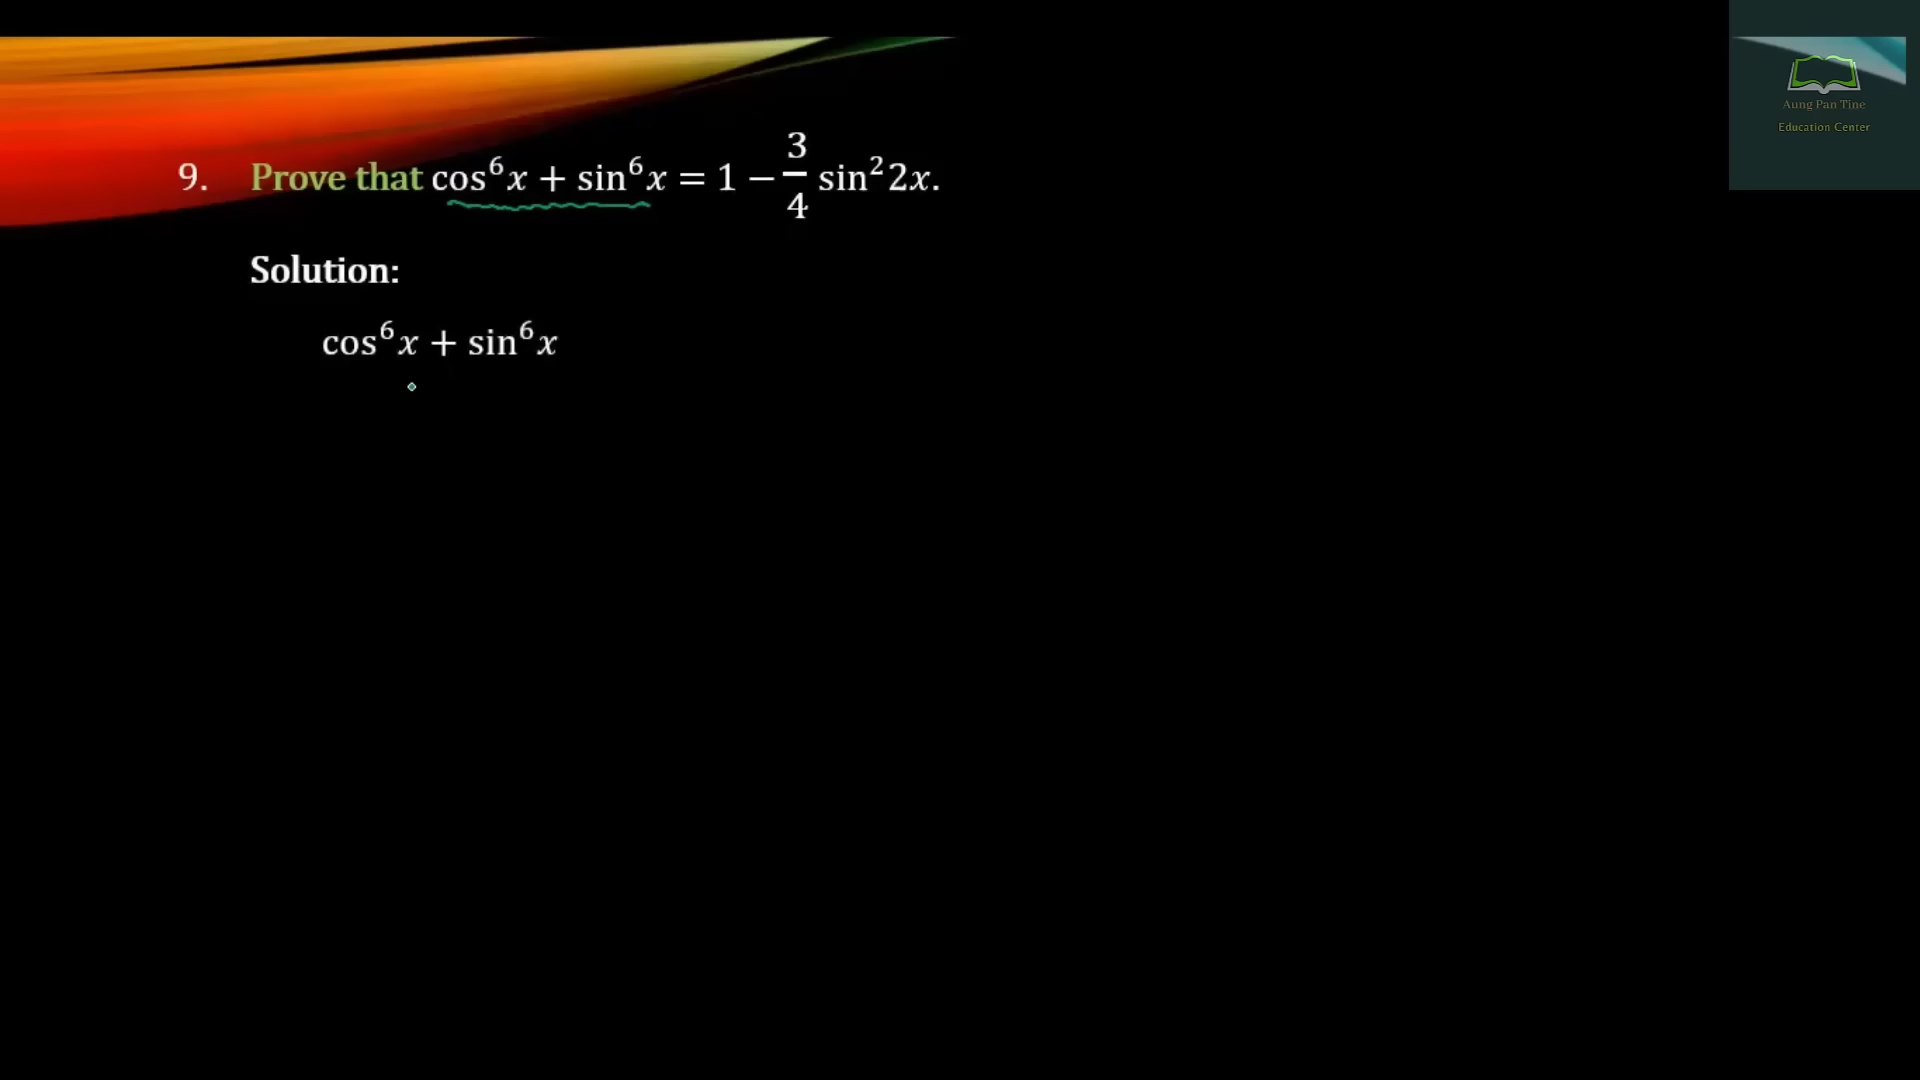 Aung Pan Tine
Education Center
9. Prove that cos⁶x + sin⁶x = 1 − 3/4 sin²2x.
Solution:
cos⁶x + sin⁶x